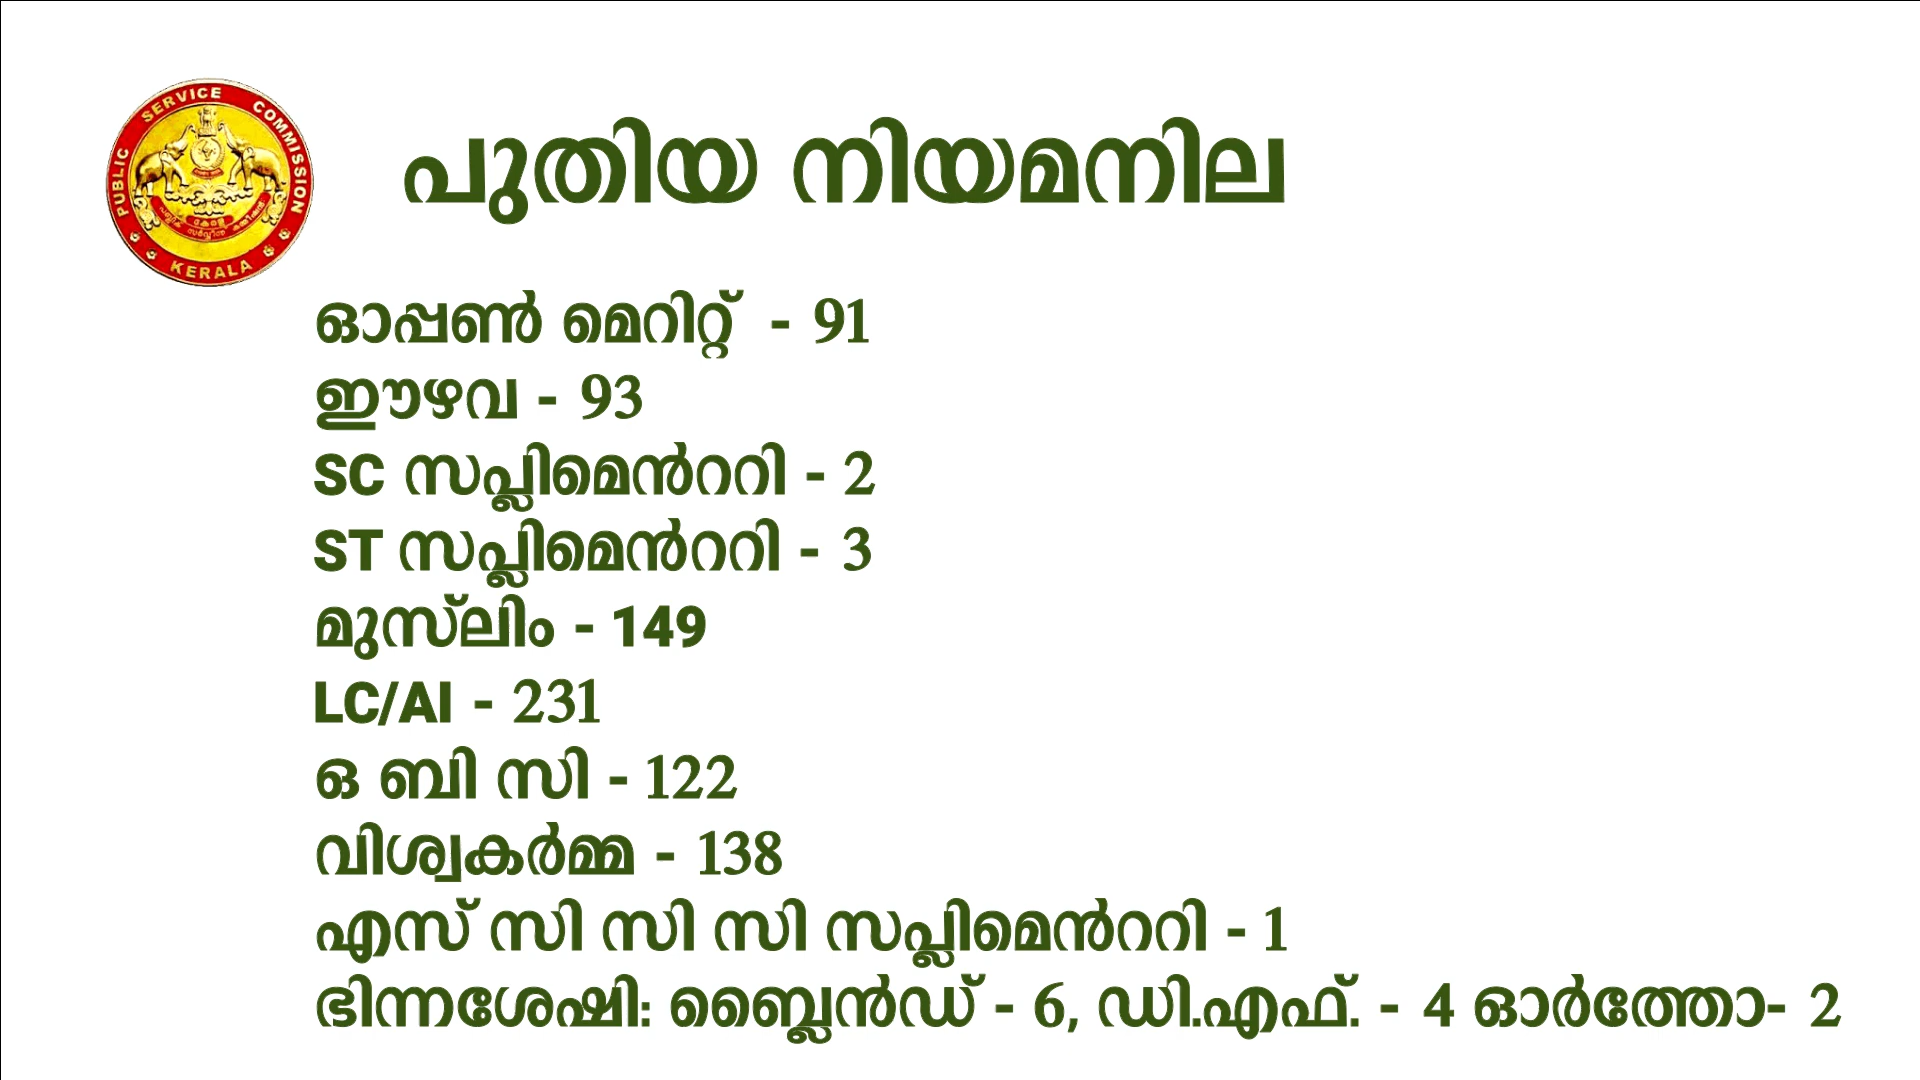 PUBLIC SERVICE COMMISSION
KERALA
പുതിയ നിയമനില
ഓപ്പൺ മെറിറ്റ് - 91
ഈഴവ - 93
SC സപ്ലിമെൻററി - 2
ST സപ്ലിമെൻററി - 3
മുസ്‌ലിം - 149
LC/AI - 231
ഒ ബി സി - 122
വിശ്വകർമ്മ - 138
എസ് സി സി സി സപ്ലിമെൻററി - 1
ഭിന്നശേഷി: ബ്ലൈൻഡ് - 6, ഡി.എഫ്. - 4 ഓർത്തോ- 2